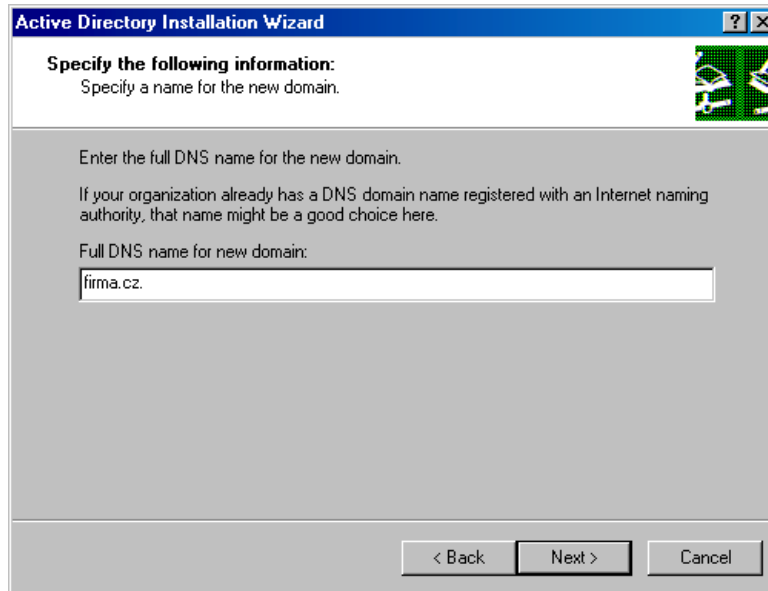 Active Directory Installation Wizard
Specify the following information:
Specify a name for the new domain.
Enter the full DNS name for the new domain.
If your organization already has a DNS domain name registered with an Internet naming
authority, that name might be a good choice here.
Full DNS name for new domain:
firma.cz.
< Back Next > Cancel